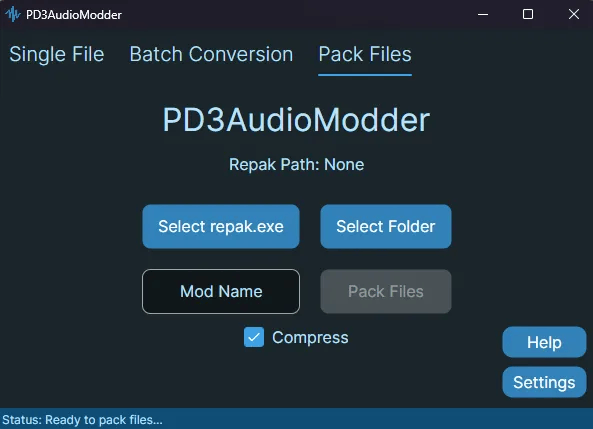 PD3AudioModder
Single File Batch Conversion Pack Files
PD3AudioModder
Repak Path: None
Select repak.exe Select Folder
Mod Name Pack Files
Compress
Help
Settings
Status: Ready to pack files...